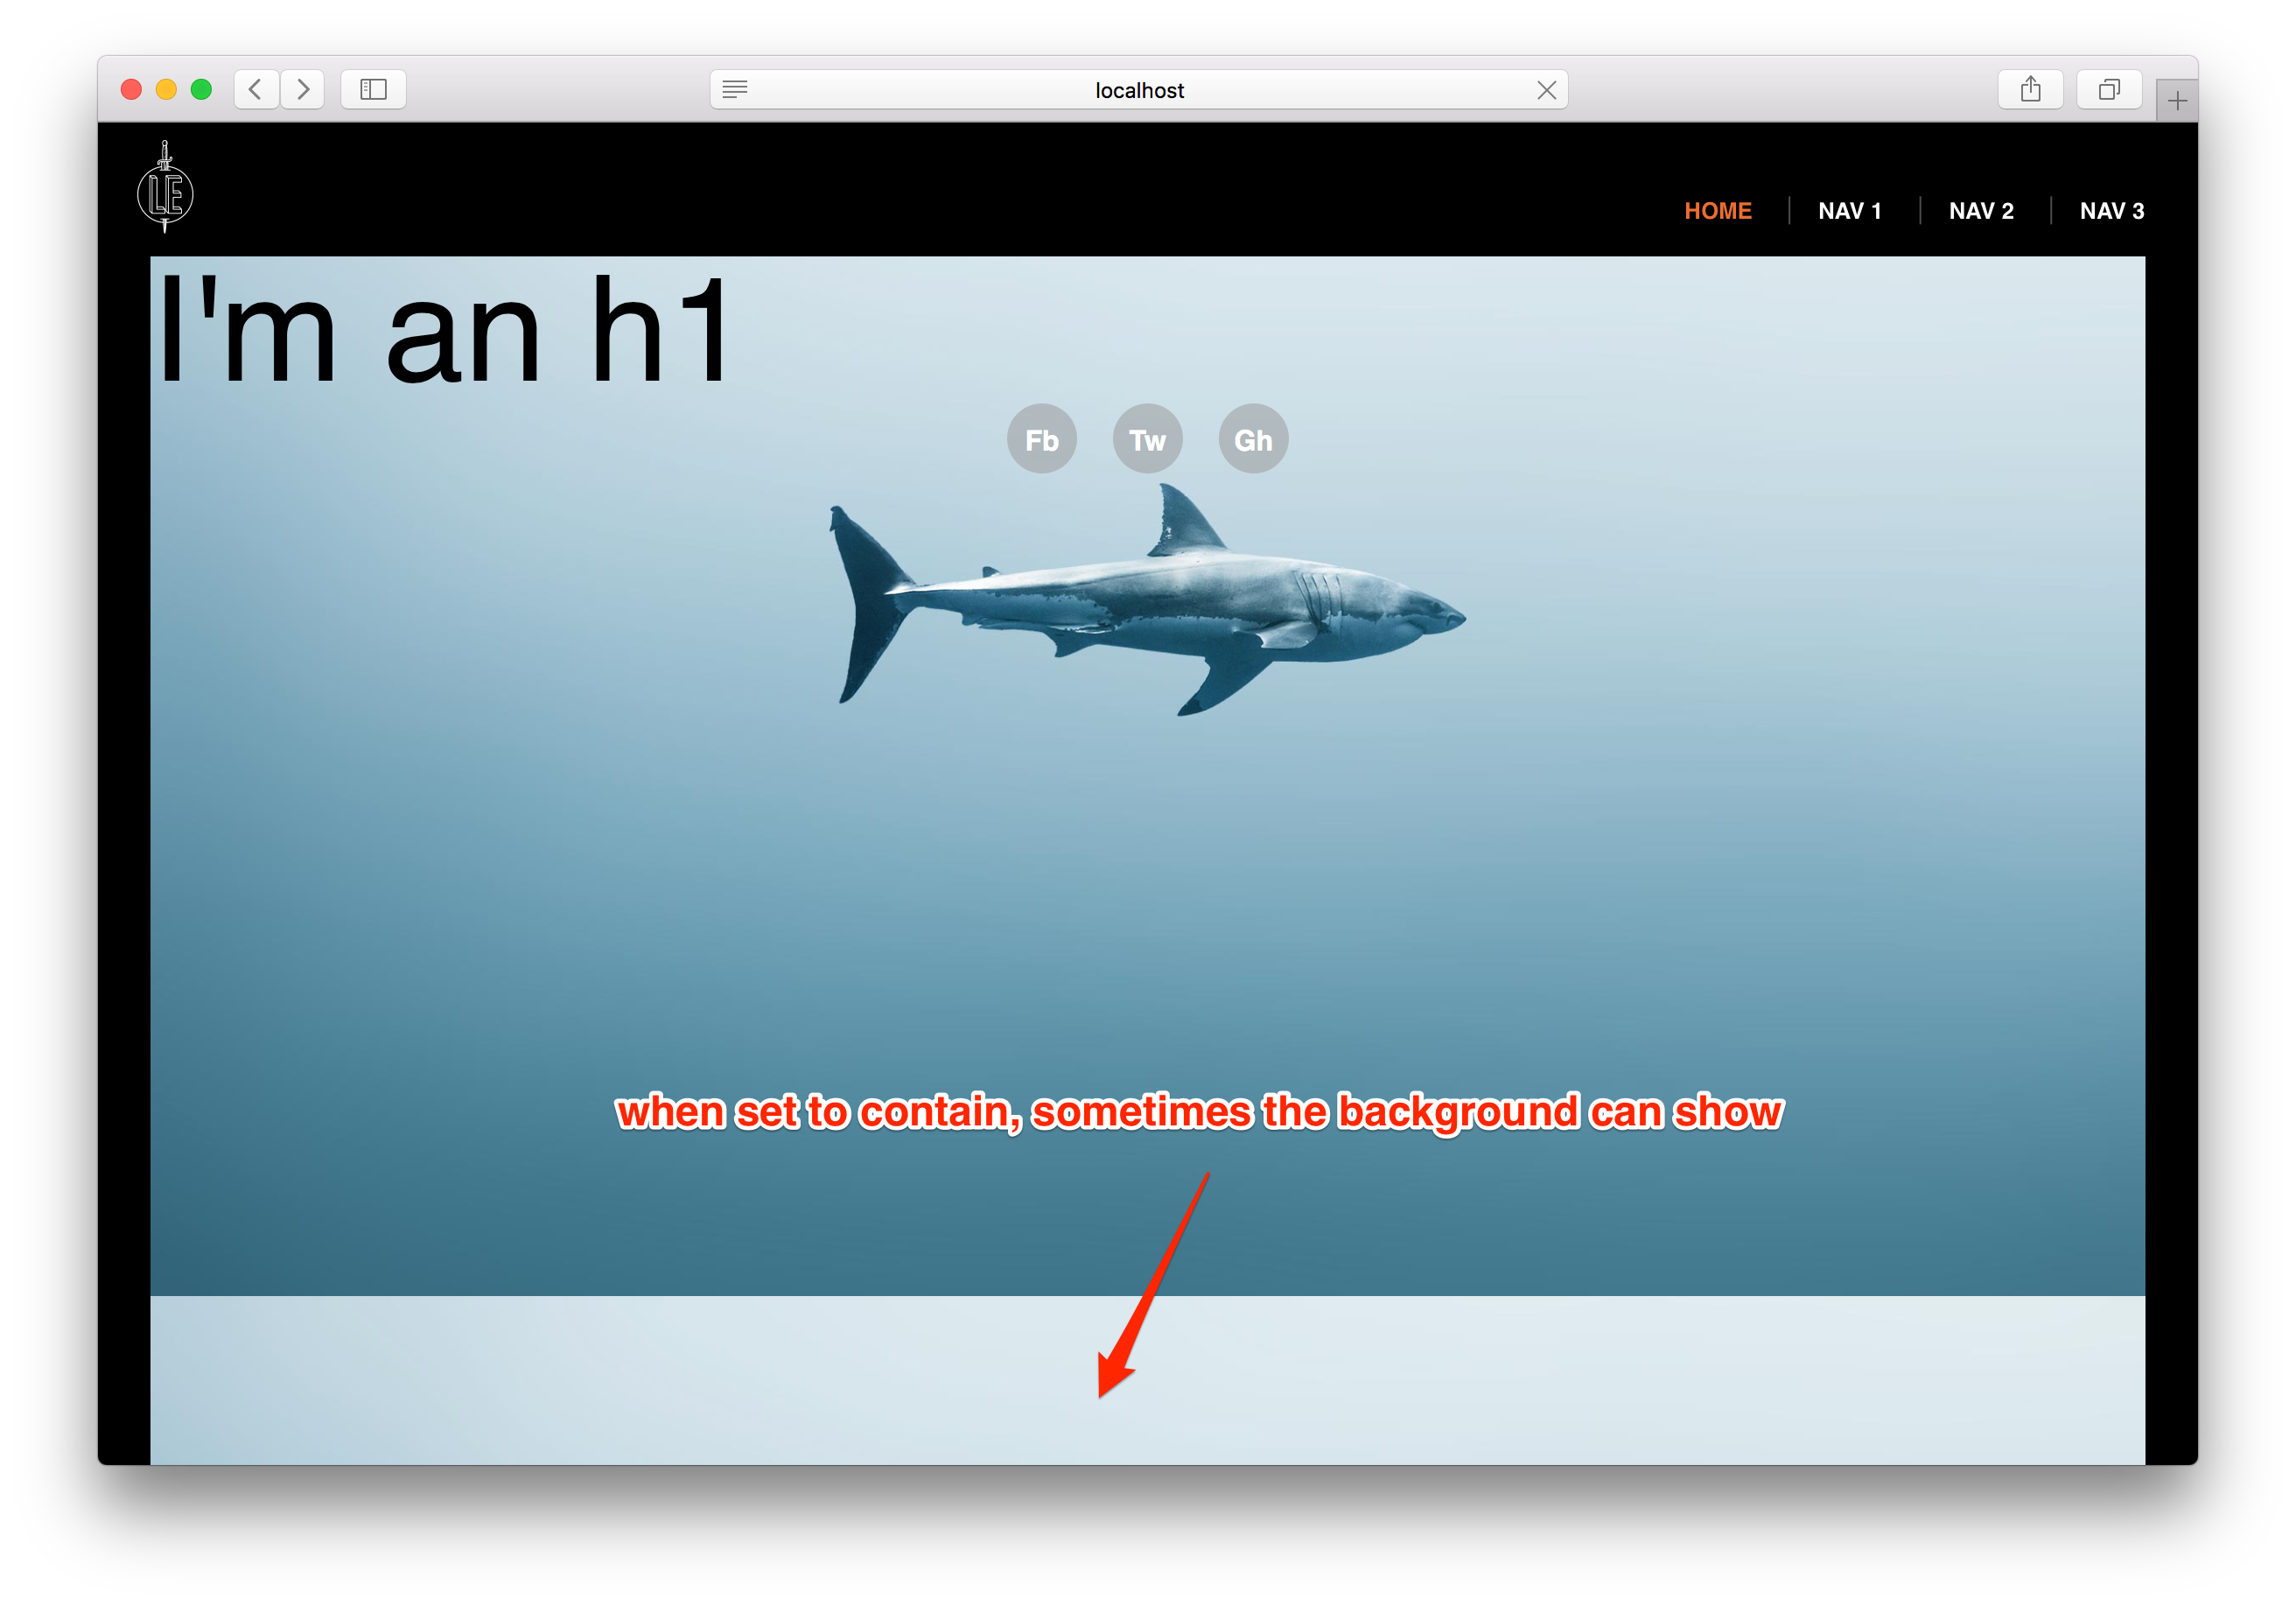 localhost
LE
HOME NAV 1 NAV 2 NAV 3
I'm an h1
Fb Tw Gh
when set to contain, sometimes the background can show